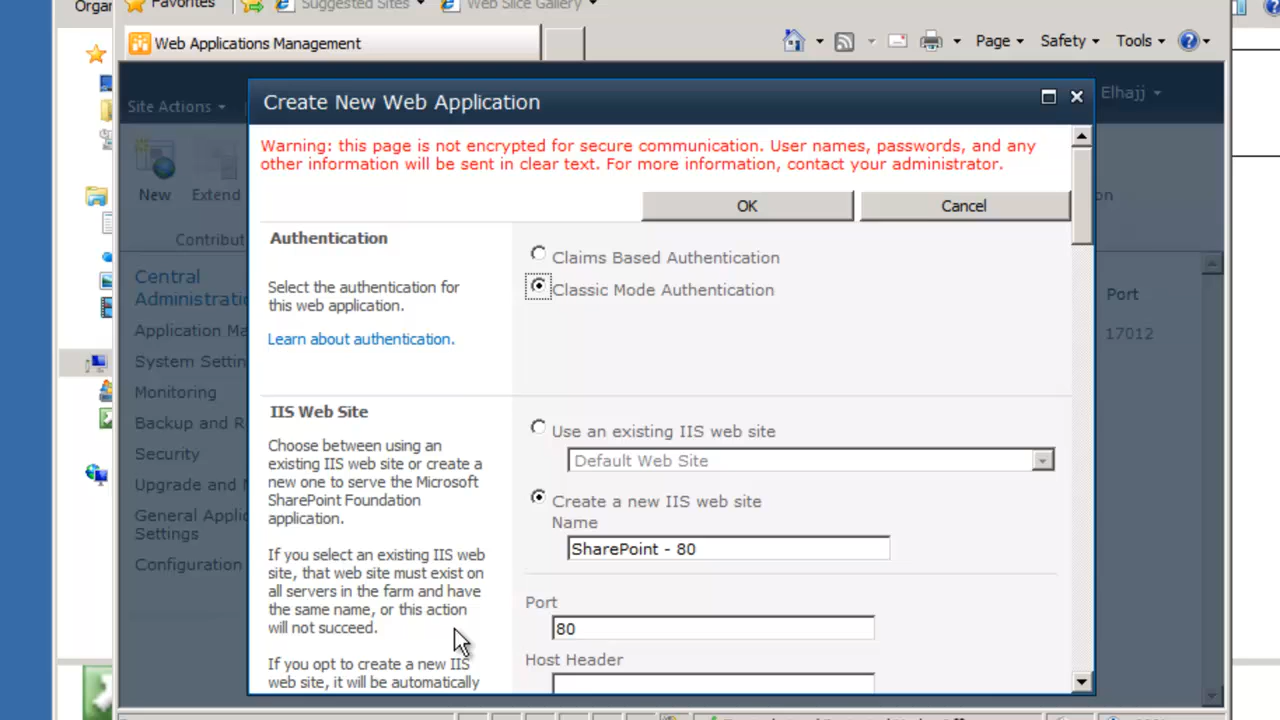 Organ
Favorites
Suggested Sites
Web Slice Gallery
Web Applications Management
Page
Safety
Tools
Site Actions
Create New Web Application
Elhajj
Warning: this page is not encrypted for secure communication. User names, passwords, and any
other information will be sent in clear text. For more information, contact your administrator.
New
Extend
OK
Cancel
Contribut
Authentication
Select the authentication for
this web application.
Learn about authentication.
Claims Based Authentication
Classic Mode Authentication
Central
Administratio
Application Ma
System Settin
Monitoring
Backup and R
Security
Upgrade and M
General Applic
Settings
Configuration
Port
17012
IIS Web Site
Choose between using an
existing IIS web site or create a
new one to serve the Microsoft
SharePoint Foundation
application.
If you select an existing IIS web
site, that web site must exist on
all servers in the farm and have
the same name, or this action
will not succeed.
If you opt to create a new IIS
web site, it will be automatically
Use an existing IIS web site
Default Web Site
Create a new IIS web site
Name
SharePoint - 80
Port
80
Host Header